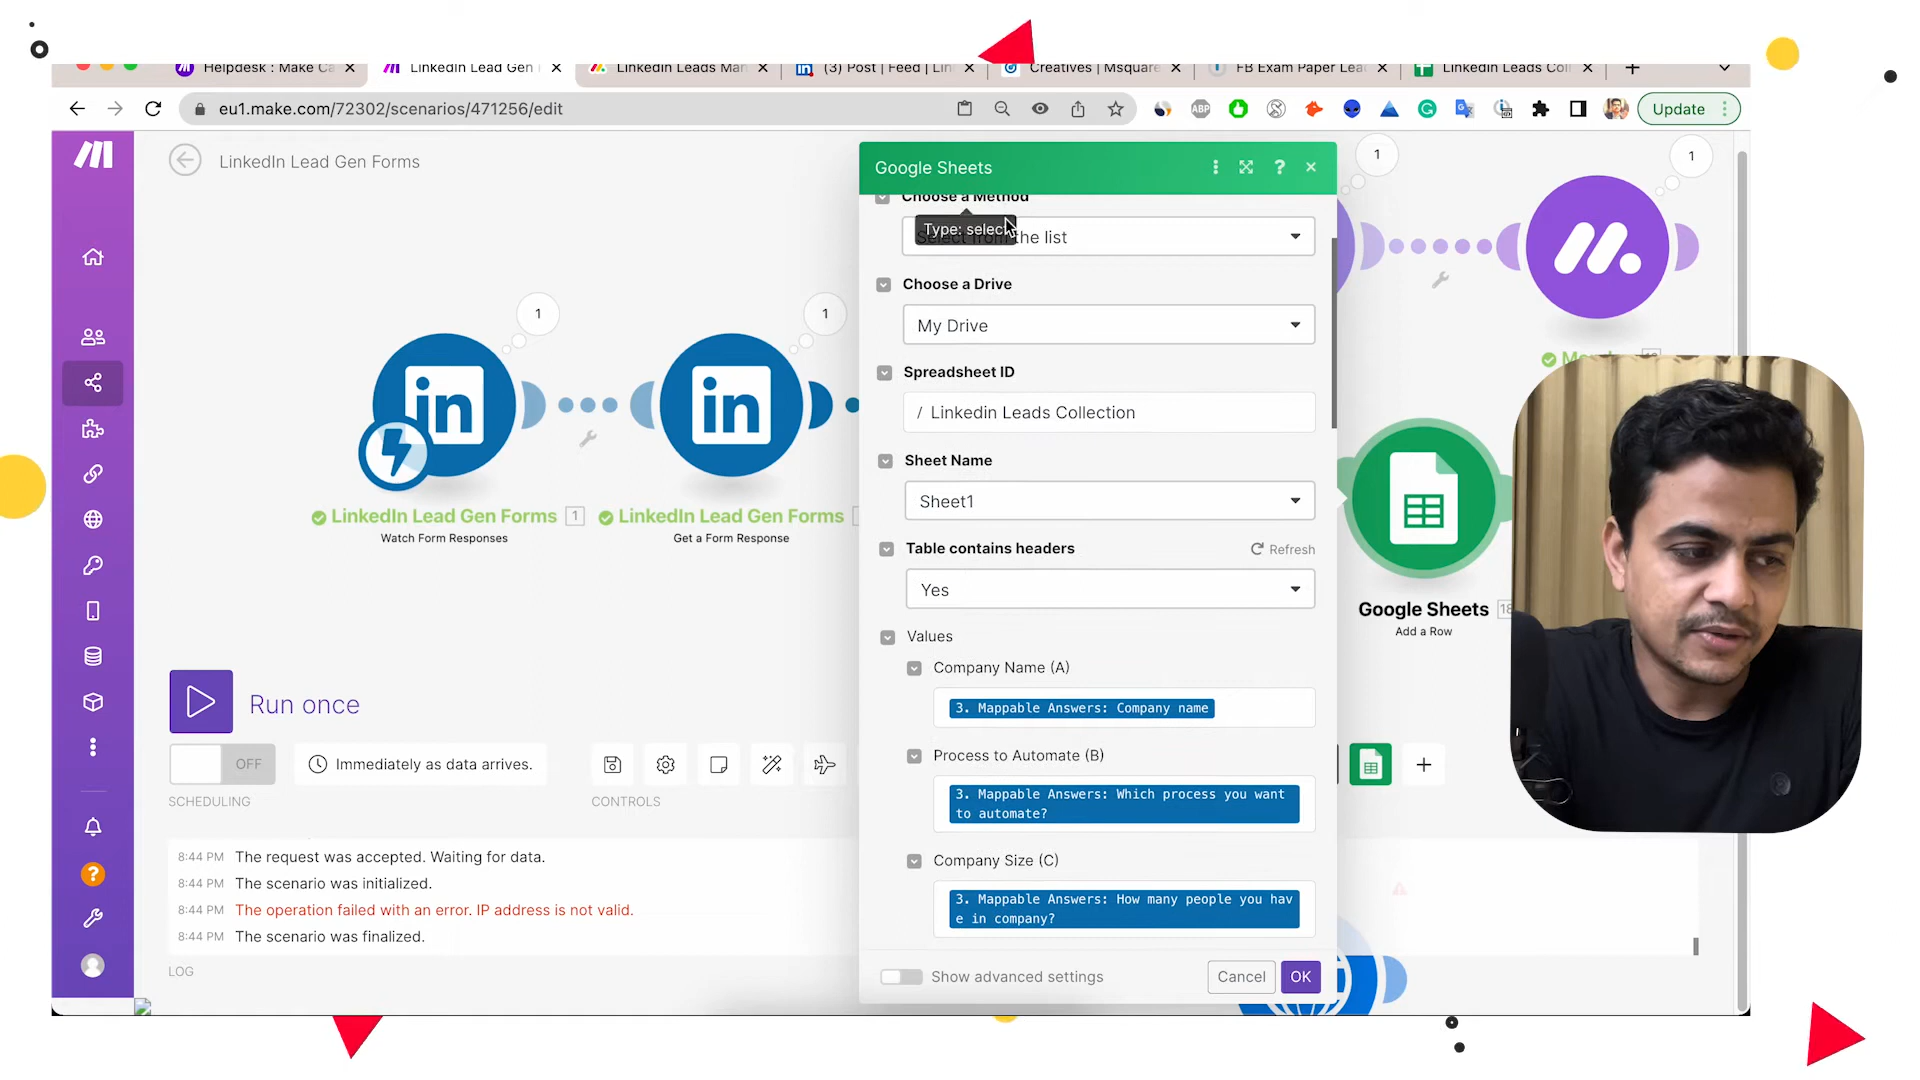 Helpdesk : Make Ca
LinkedIn Lead Gen
Linkedin Leads Man
(3) Post | Feed | Lin
Creatives | Msquare
FB Exam Paper Lea
Linkedin Leads Coll
eu1.make.com/72302/scenarios/471256/edit
ABP
Update
LinkedIn Lead Gen Forms
Google Sheets
?
1
1
Choose a Method
Type: select
Select from the list
Choose a Drive
My Drive
Spreadsheet ID
/ Linkedin Leads Collection
Sheet Name
Sheet1
Table contains headers
Refresh
Yes
Values
Company Name (A)
3. Mappable Answers: Company name
Process to Automate (B)
3. Mappable Answers: Which process you want
to automate?
Company Size (C)
3. Mappable Answers: How many people you hav
e in company?
Show advanced settings
Cancel
OK
1
1
in
in
LinkedIn Lead Gen Forms
1
Watch Form Responses
LinkedIn Lead Gen Forms
Get a Form Response
Google Sheets
18
Add a Row
Run once
OFF
Immediately as data arrives.
SCHEDULING
CONTROLS
8:44 PM The request was accepted. Waiting for data.
8:44 PM The scenario was initialized.
8:44 PM The operation failed with an error. IP address is not valid.
8:44 PM The scenario was finalized.
LOG